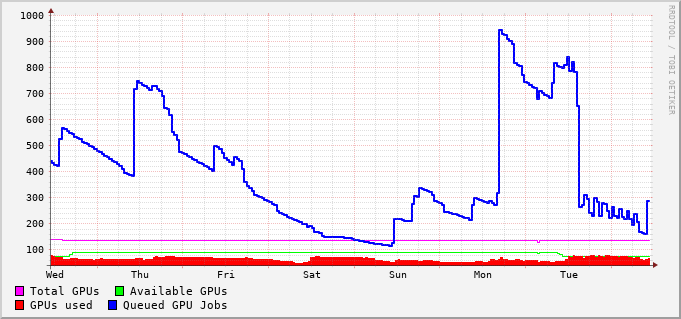 1000
900
800
700
600
500
400
300
200
100
Wed Thu Fri Sat Sun Mon Tue
Total GPUs Available GPUs
GPUs used Queued GPU Jobs
RRDTOOL / TOBI OETIKER